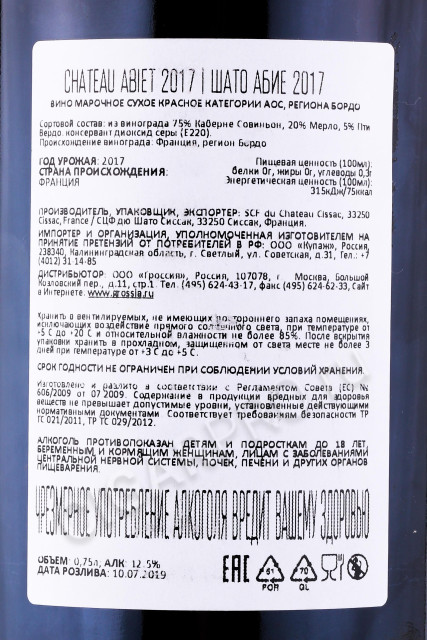 CHATEAU ABIET 2017 | ШАТО АБИЕ 2017
ВИНО МАРОЧНОЕ СУХОЕ КРАСНОЕ КАТЕГОРИИ АОС, РЕГИОНА БОРДО
Сортовой состав: из винограда 75% Каберне Совиньон, 20% Мерло, 5% Пти
Вердо. консервант диоксид серы (Е220).
Происхождение винограда: Франция, регион Бордо
ГОД УРОЖАЯ: 2017 Пищевая ценность (100мл):
СТРАНА ПРОИСХОЖДЕНИЯ: белки 0г, жиры 0г, углеводы 0,3г
ФРАНЦИЯ Энергетическая ценность (100мл):
315кДж/75ккал
ПРОИЗВОДИТЕЛЬ, УПАКОВЩИК, ЭКСПОРТЕР: SCF du Chateau Cissac, 33250
Cissac, France / СЦФ дю Шато Сиссак, 33250 Сиссак, Франция.
ИМПОРТЕР И ОРГАНИЗАЦИЯ, УПОЛНОМОЧЕННАЯ ИЗГОТОВИТЕЛЕМ НА
ПРИНЯТИЕ ПРЕТЕНЗИЙ ОТ ПОТРЕБИТЕЛЕЙ В РФ: ООО «Купаж», Россия,
238340, Калининградская область, г. Светлый, ул. Советская, д.31, Тел.: +7
(4012) 31 14-85
ДИСТРИБЬЮТОР: ООО «Гроссия», Россия, 107078, г. Москва, Большой
Козловский пер., д.11, стр.1 Тел. (495) 624-43-17, факс (495) 624-62-33, Сайт
в Интернете: www.grossia.ru
Хранить в вентилируемых, не имеющих постороннего запаха помещениях,
исключающих воздействие прямого солнечного света, при температуре от
+5 С до +20 С и относительной влажности не более 85%. После вскрытия
упаковки хранить в прохладном, защищенном от света месте не более 3
дней при температуре от +3 С до +5 С.
СРОК ГОДНОСТИ НЕ ОГРАНИЧЕН ПРИ СОБЛЮДЕНИИ УСЛОВИЙ ХРАНЕНИЯ.
Изготовлено и разлито в соответствии с Регламентом Совета (ЕС) №
606/2009 от 07 2009. Содержание в продукции вредных для здоровья
веществ не превышает допустимые уровни, установленные действующими
нормативными документами Соответствует требованиям безопасности ТР
ТС 021/2011, ТР ТС 029/2012.
АЛКОГОЛЬ ПРОТИВОПОКАЗАН ДЕТЯМ И ПОДРОСТКАМ ДО 18 ЛЕТ,
БЕРЕМЕННЫМ И КОРМЯЩИМ ЖЕНЩИНАМ, ЛИЦАМ С ЗАБОЛЕВАНИЯМИ
ЦЕНТРАЛЬНОЙ НЕРВНОЙ СИСТЕМЫ, ПОЧЕК, ПЕЧЕНИ И ДРУГИХ ОРГАНОВ
ПИЩЕВАРЕНИЯ.
ЧРЕЗМЕРНОЕ УПОТРЕБЛЕНИЕ АЛКОГОЛЯ ВРЕДИТ ВАШЕМУ ЗДОРОВЬЮ
ОБЪЕМ: 0,75л, АЛК: 12.5%
ДАТА РОЗЛИВА: 10.07.2019
EAC 51 FOR 70 GL